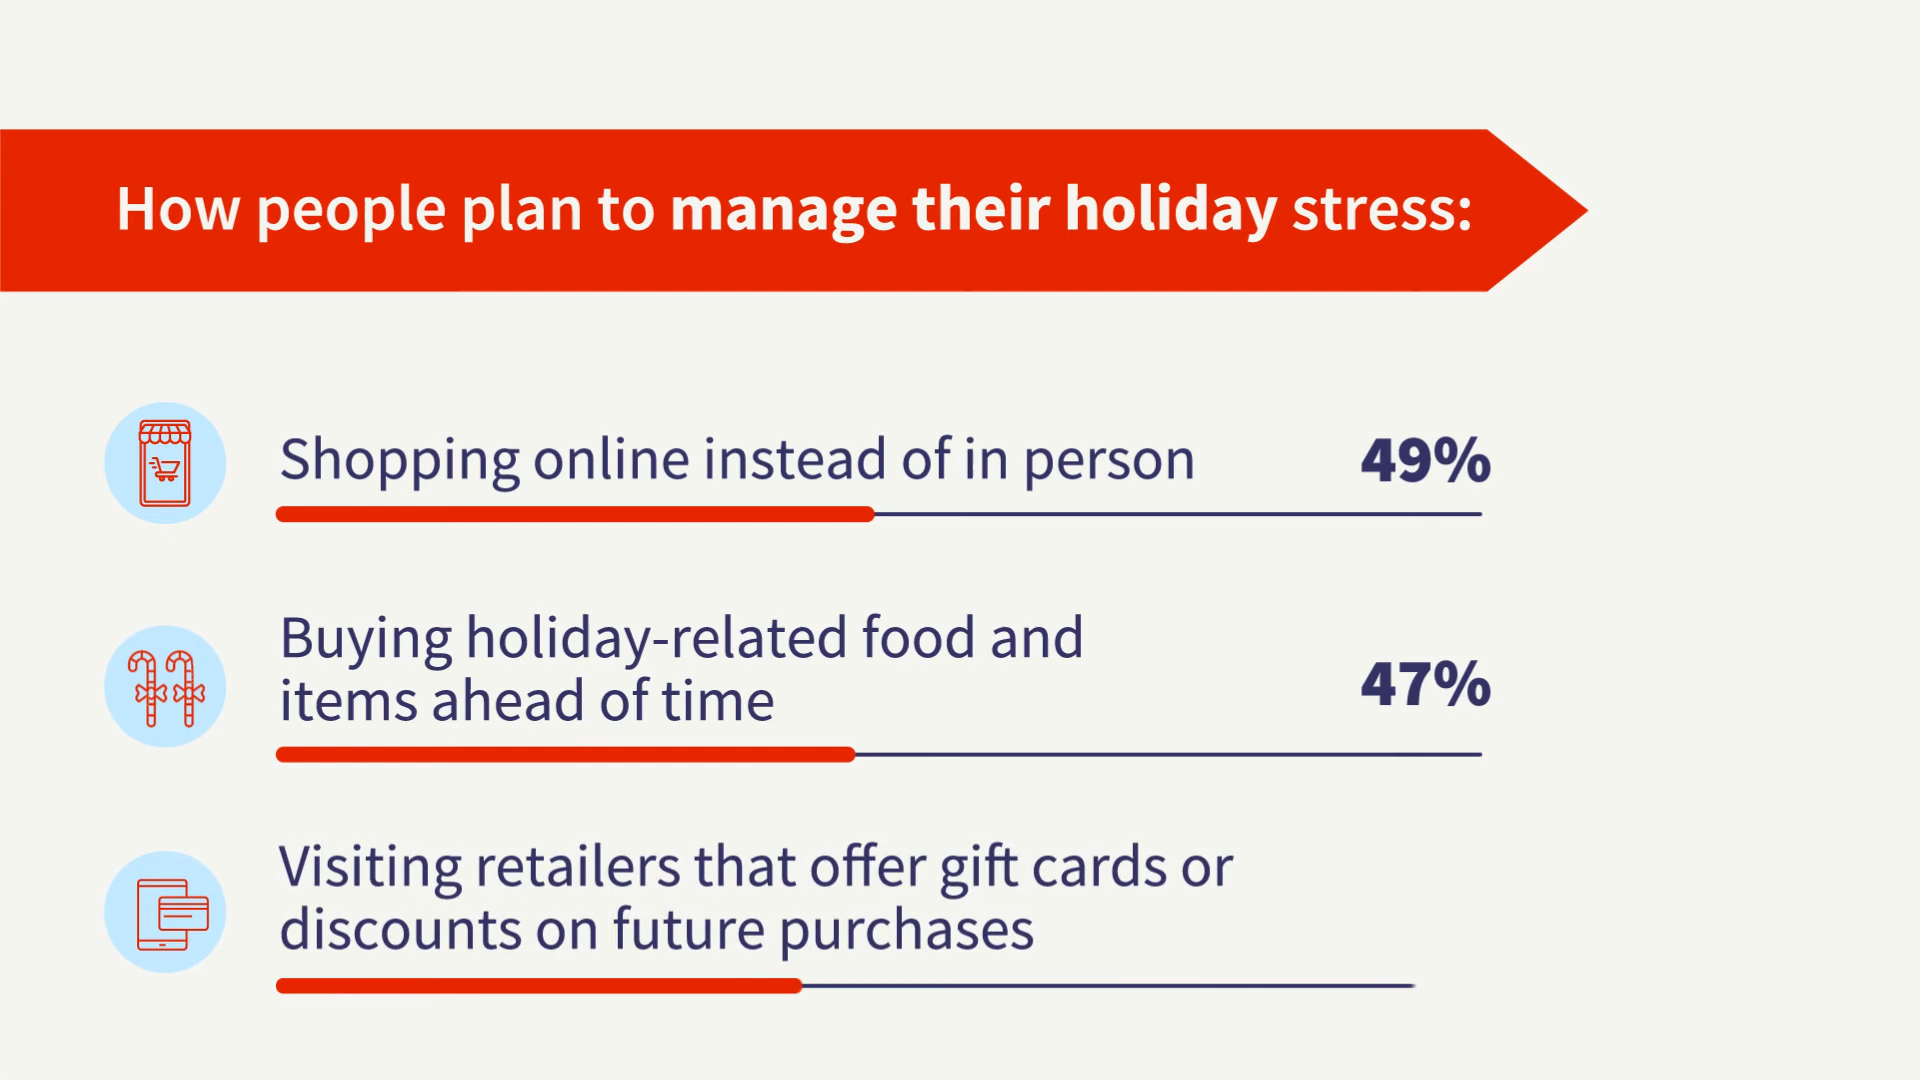 How people plan to manage their holiday stress:
Shopping online instead of in person
49%
Buying holiday-related food and
items ahead of time
47%
Visiting retailers that offer gift cards or
discounts on future purchases